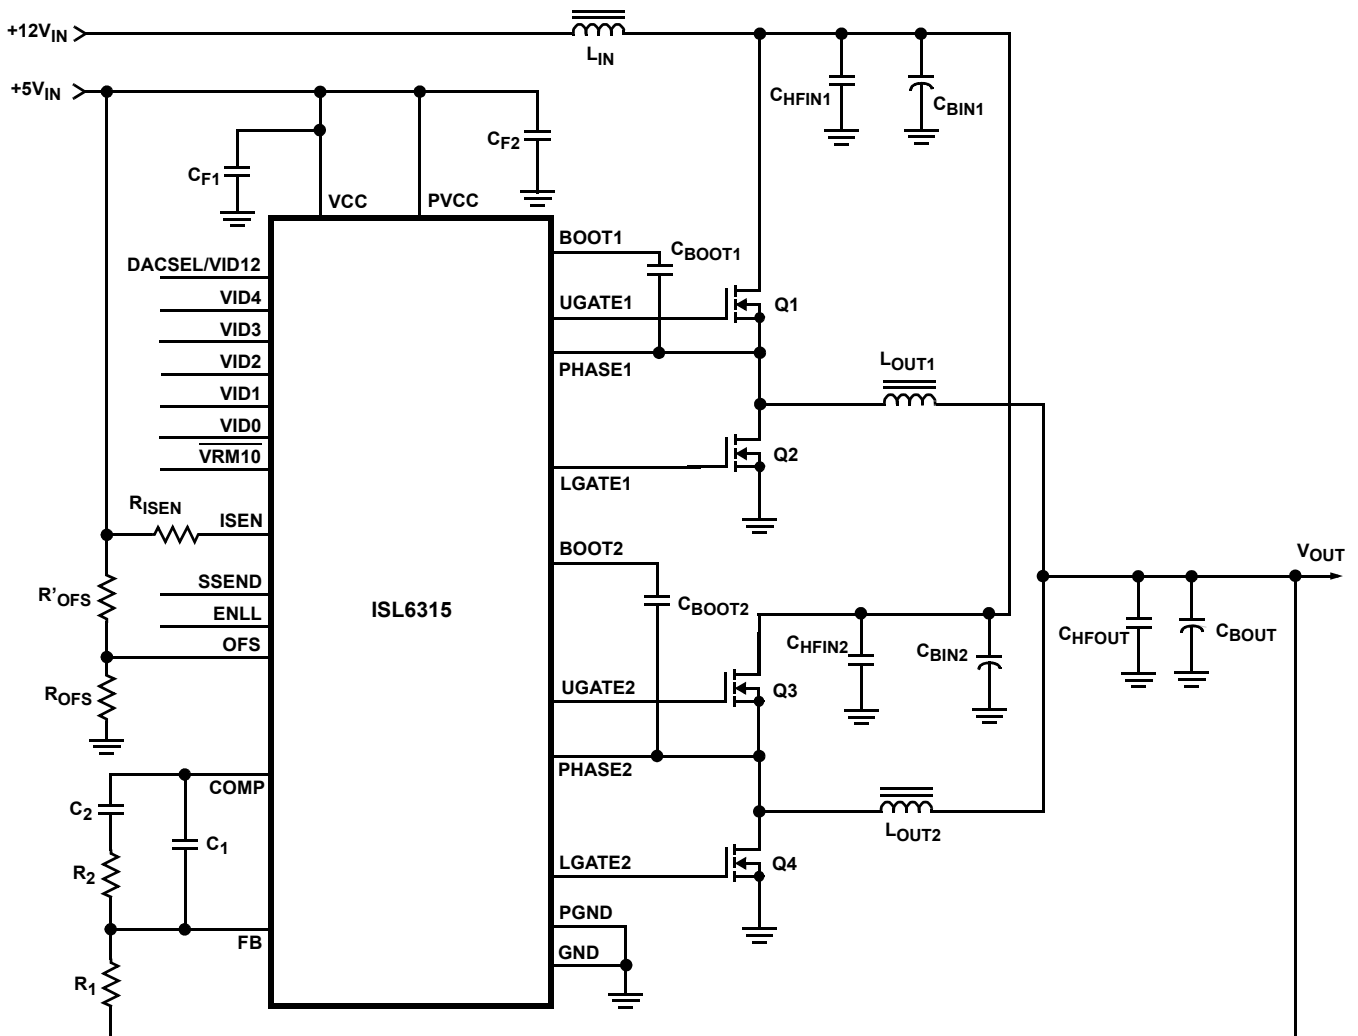 +12VIN
LIN
+5VIN
CHFIN1
CBIN1
CF2
CF1
VCC
PVCC
BOOT1
CBOOT1
DACSEL/VID12
VID4
UGATE1
Q1
VID3
VID2
PHASE1
LOUT1
VID1
VID0
VRM10
Q2
LGATE1
RISEN
ISEN
BOOT2
VOUT
SSEND
R'OFS
ISL6315
CBOOT2
ENLL
OFS
CHFIN2
CBIN2
CHFOUT
CBOUT
ROFS
UGATE2
Q3
PHASE2
COMP
C2
C1
LOUT2
R2
LGATE2
Q4
PGND
FB
GND
R1